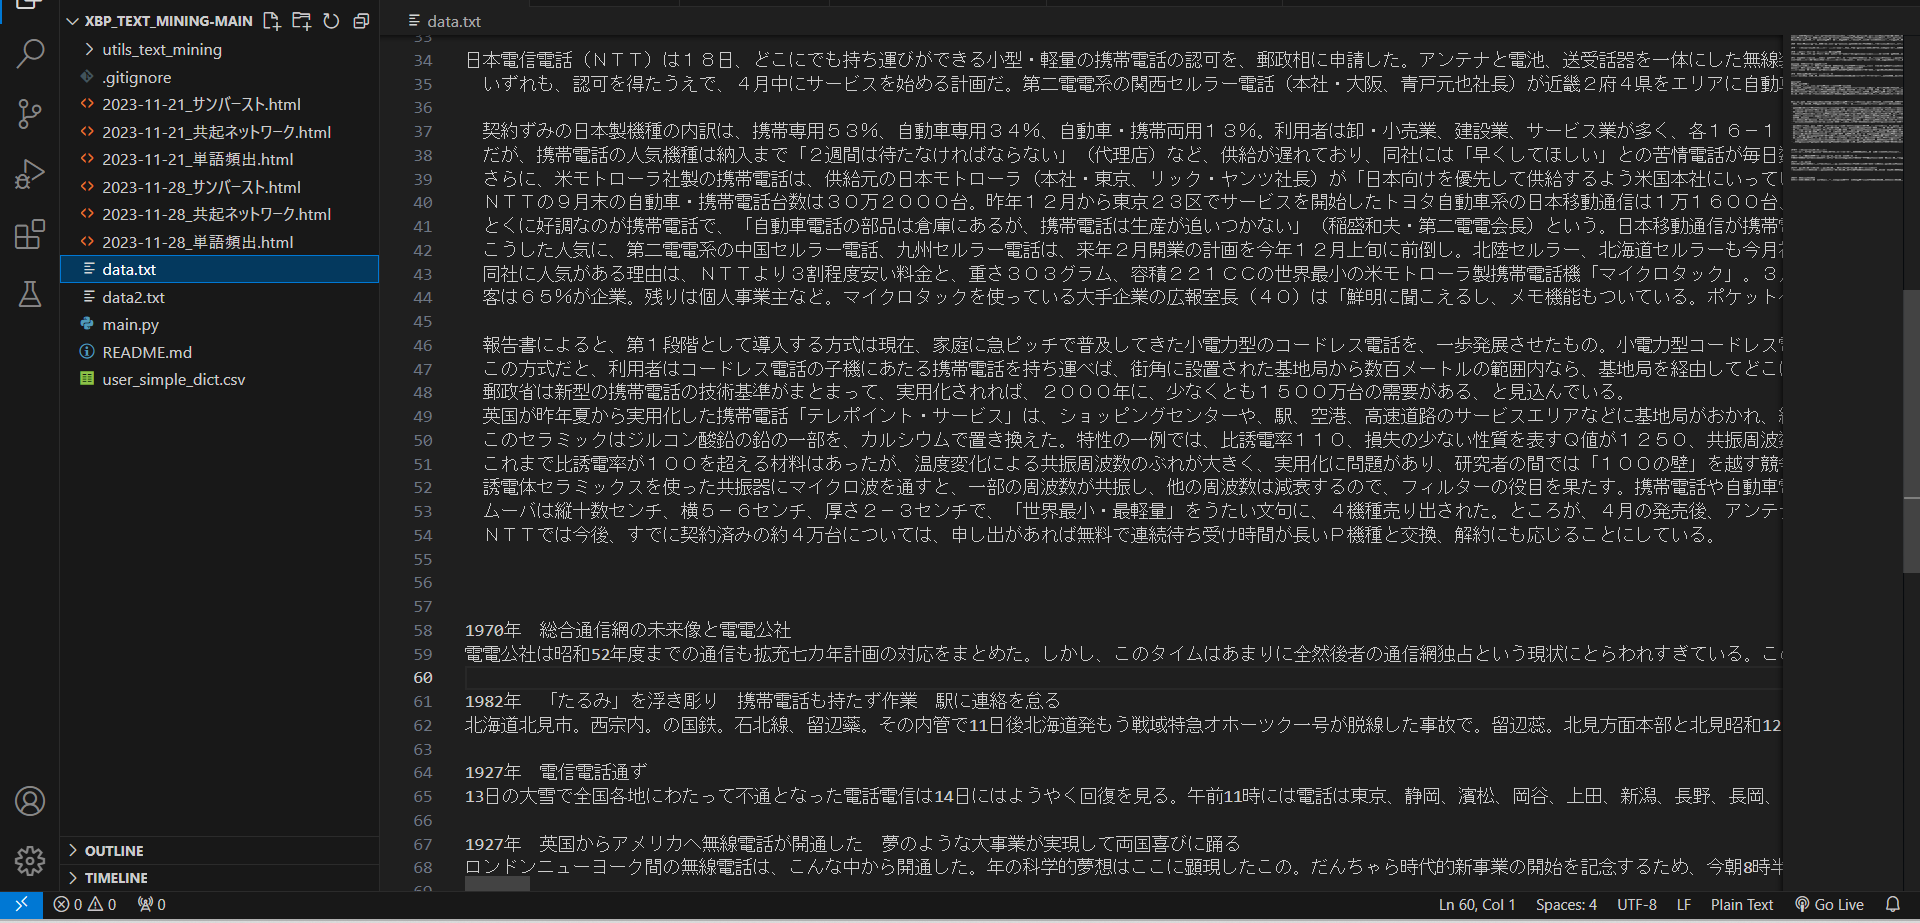 XBP_TEXT_MINING-MAIN
utils_text_mining
.gitignore
2023-11-21_サンバースト.html
2023-11-21_共起ネットワーク.html
2023-11-21_単語頻出.html
2023-11-28_サンバースト.html
2023-11-28_共起ネットワーク.html
2023-11-28_単語頻出.html
data.txt
data2.txt
main.py
README.md
user_simple_dict.csv
OUTLINE
TIMELINE
data.txt
33
34 日本電信電話（ＮＴＴ）は１８日、どこにでも持ち運びができる小型・軽量の携帯電話の認可を、郵政相に申請した。アンテナと電池、送受話器を一体にした無線
35 いずれも、認可を得たうえで、４月中にサービスを始める計画だ。第二電電系の関西セルラー電話（本社・大阪、青戸元也社長）が近畿２府４県をエリアに自動
36
37 契約ずみの日本製機種の内訳は、携帯専用５３％、自動車専用３４％、自動車・携帯両用１３％。利用者は卸・小売業、建設業、サービス業が多く、各１６－１
38 だが、携帯電話の人気機種は納入まで「２週間は待たなければならない」（代理店）など、供給が遅れており、同社には「早くしてほしい」との苦情電話が毎日
39 さらに、米モトローラ社製の携帯電話は、供給元の日本モトローラ（本社・東京、リック・ヤンツ社長）が「日本向けを優先して供給するよう米国本社にいって
40 ＮＴＴの９月末の自動車・携帯電話台数は３０万２０００台。昨年１２月から東京２３区でサービスを開始したトヨタ自動車系の日本移動通信は１万１６００台、
41 とくに好調なのが携帯電話で、「自動車電話の部品は倉庫にあるが、携帯電話は生産が追いつかない」（稲盛和夫・第二電電会長）という。日本移動通信が携帯
42 こうした人気に、第二電電系の中国セルラー電話、九州セルラー電話は、来年２月開業の計画を今年１２月上旬に前倒し。北陸セルラー、北海道セルラーも今月
43 同社に人気がある理由は、ＮＴＴより３割程度安い料金と、重さ３０３グラム、容積２２１ＣＣの世界最小の米モトローラ製携帯電話機「マイクロタック」。３
44 客は６５％が企業。残りは個人事業主など。マイクロタックを使っている大手企業の広報室長（４０）は「鮮明に聞こえるし、メモ機能もついている。ポケット
45
46 報告書によると、第１段階として導入する方式は現在、家庭に急ピッチで普及してきた小電力型のコードレス電話を、一歩発展させたもの。小電力型コードレス
47 この方式だと、利用者はコードレス電話の子機にあたる携帯電話を持ち運べば、街角に設置された基地局から数百メートルの範囲内なら、基地局を経由してどこ
48 郵政省は新型の携帯電話の技術基準がまとまって、実用化されれば、２０００年に、少なくとも１５００万台の需要がある、と見込んでいる。
49 英国が昨年夏から実用化した携帯電話「テレポイント・サービス」は、ショッピングセンターや、駅、空港、高速道路のサービスエリアなどに基地局がおかれ、
50 このセラミックはジルコン酸鉛の鉛の一部を、カルシウムで置き換えた。特性の一例では、比誘電率１１０、損失の少ない性質を表すＱ値が１２５０、共振周波
51 これまで比誘電率が１００を超える材料はあったが、温度変化による共振周波数のぶれが大きく、実用化に問題があり、研究者の間では「１００の壁」を越す競
52 誘電体セラミックスを使った共振器にマイクロ波を通すと、一部の周波数が共振し、他の周波数は減衰するので、フィルターの役目を果たす。携帯電話や自動車
53 ムーバは縦十数センチ、横５－６センチ、厚さ２－３センチで、「世界最小・最軽量」をうたい文句に、４機種売り出された。ところが、４月の発売後、アンテ
54 ＮＴＴでは今後、すでに契約済みの約４万台については、申し出があれば無料で連続待ち受け時間が長いＰ機種と交換、解約にも応じることにしている。
55
56
57
58 1970年　総合通信網の未来像と電電公社
59 電電公社は昭和52年度までの通信も拡充七カ年計画の対応をまとめた。しかし、このタイムはあまりに全然後者の通信網独占という現状にとらわれすぎている。こ
60
61 1982年　「たるみ」を浮き彫り　携帯電話も持たず作業　駅に連絡を怠る
62 北海道北見市。西宗内。の国鉄。石北線、留辺蘂。その内管で11日後北海道発もう戦域特急オホーツク一号が脱線した事故で。留辺蕊。北見方面本部と北見昭和12
63
64 1927年　電信電話通ず
65 13日の大雪で全国各地にわたって不通となった電話電信は14日にはようやく回復を見る。午前11時には電話は東京、静岡、濱松、岡谷、上田、新潟、長野、長岡、
66
67 1927年　英国からアメリカへ無線電話が開通した　夢のような大事業が実現して両国喜びに踊る
68 ロンドンニューヨーク間の無線電話は、こんな中から開通した。年の科学的夢想はここに顕現したこの。だんちゃら時代的新事業の開始を記念するため、今朝8時半
69
0 0 0
Ln 60, Col 1 Spaces: 4 UTF-8 LF Plain Text Go Live